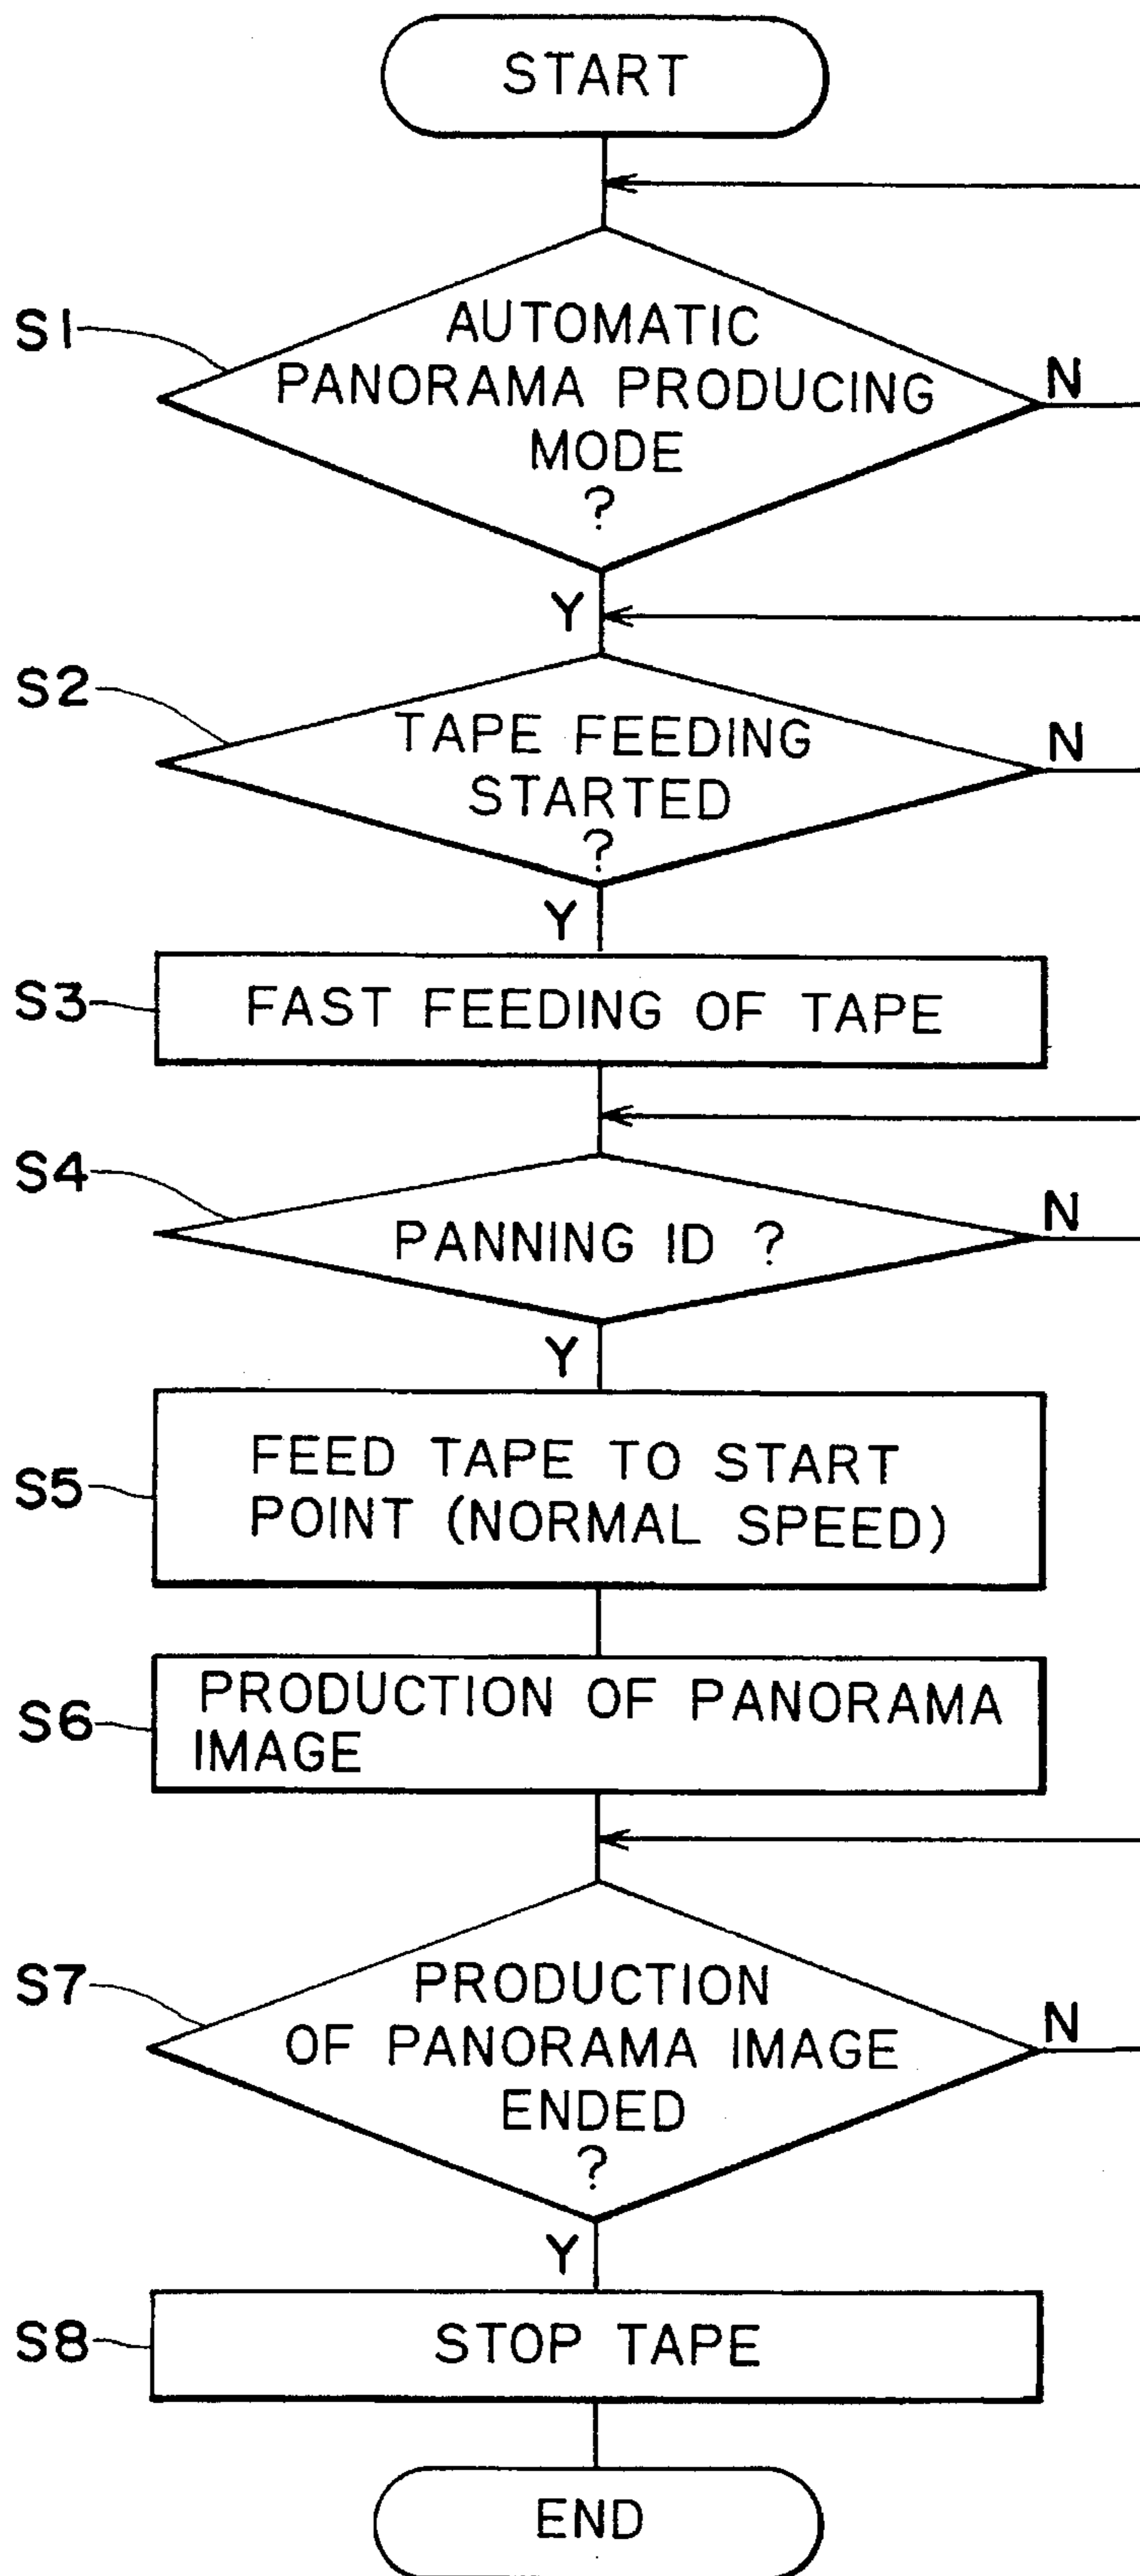 START
S1
AUTOMATIC
PANORAMA PRODUCING
MODE
?
N
Y
S2
TAPE FEEDING
STARTED
?
N
Y
S3
FAST FEEDING OF TAPE
S4
PANNING ID ?
N
Y
S5
FEED TAPE TO START
POINT (NORMAL SPEED)
S6
PRODUCTION OF PANORAMA
IMAGE
S7
PRODUCTION
OF PANORAMA IMAGE
ENDED
?
N
Y
S8
STOP TAPE
END